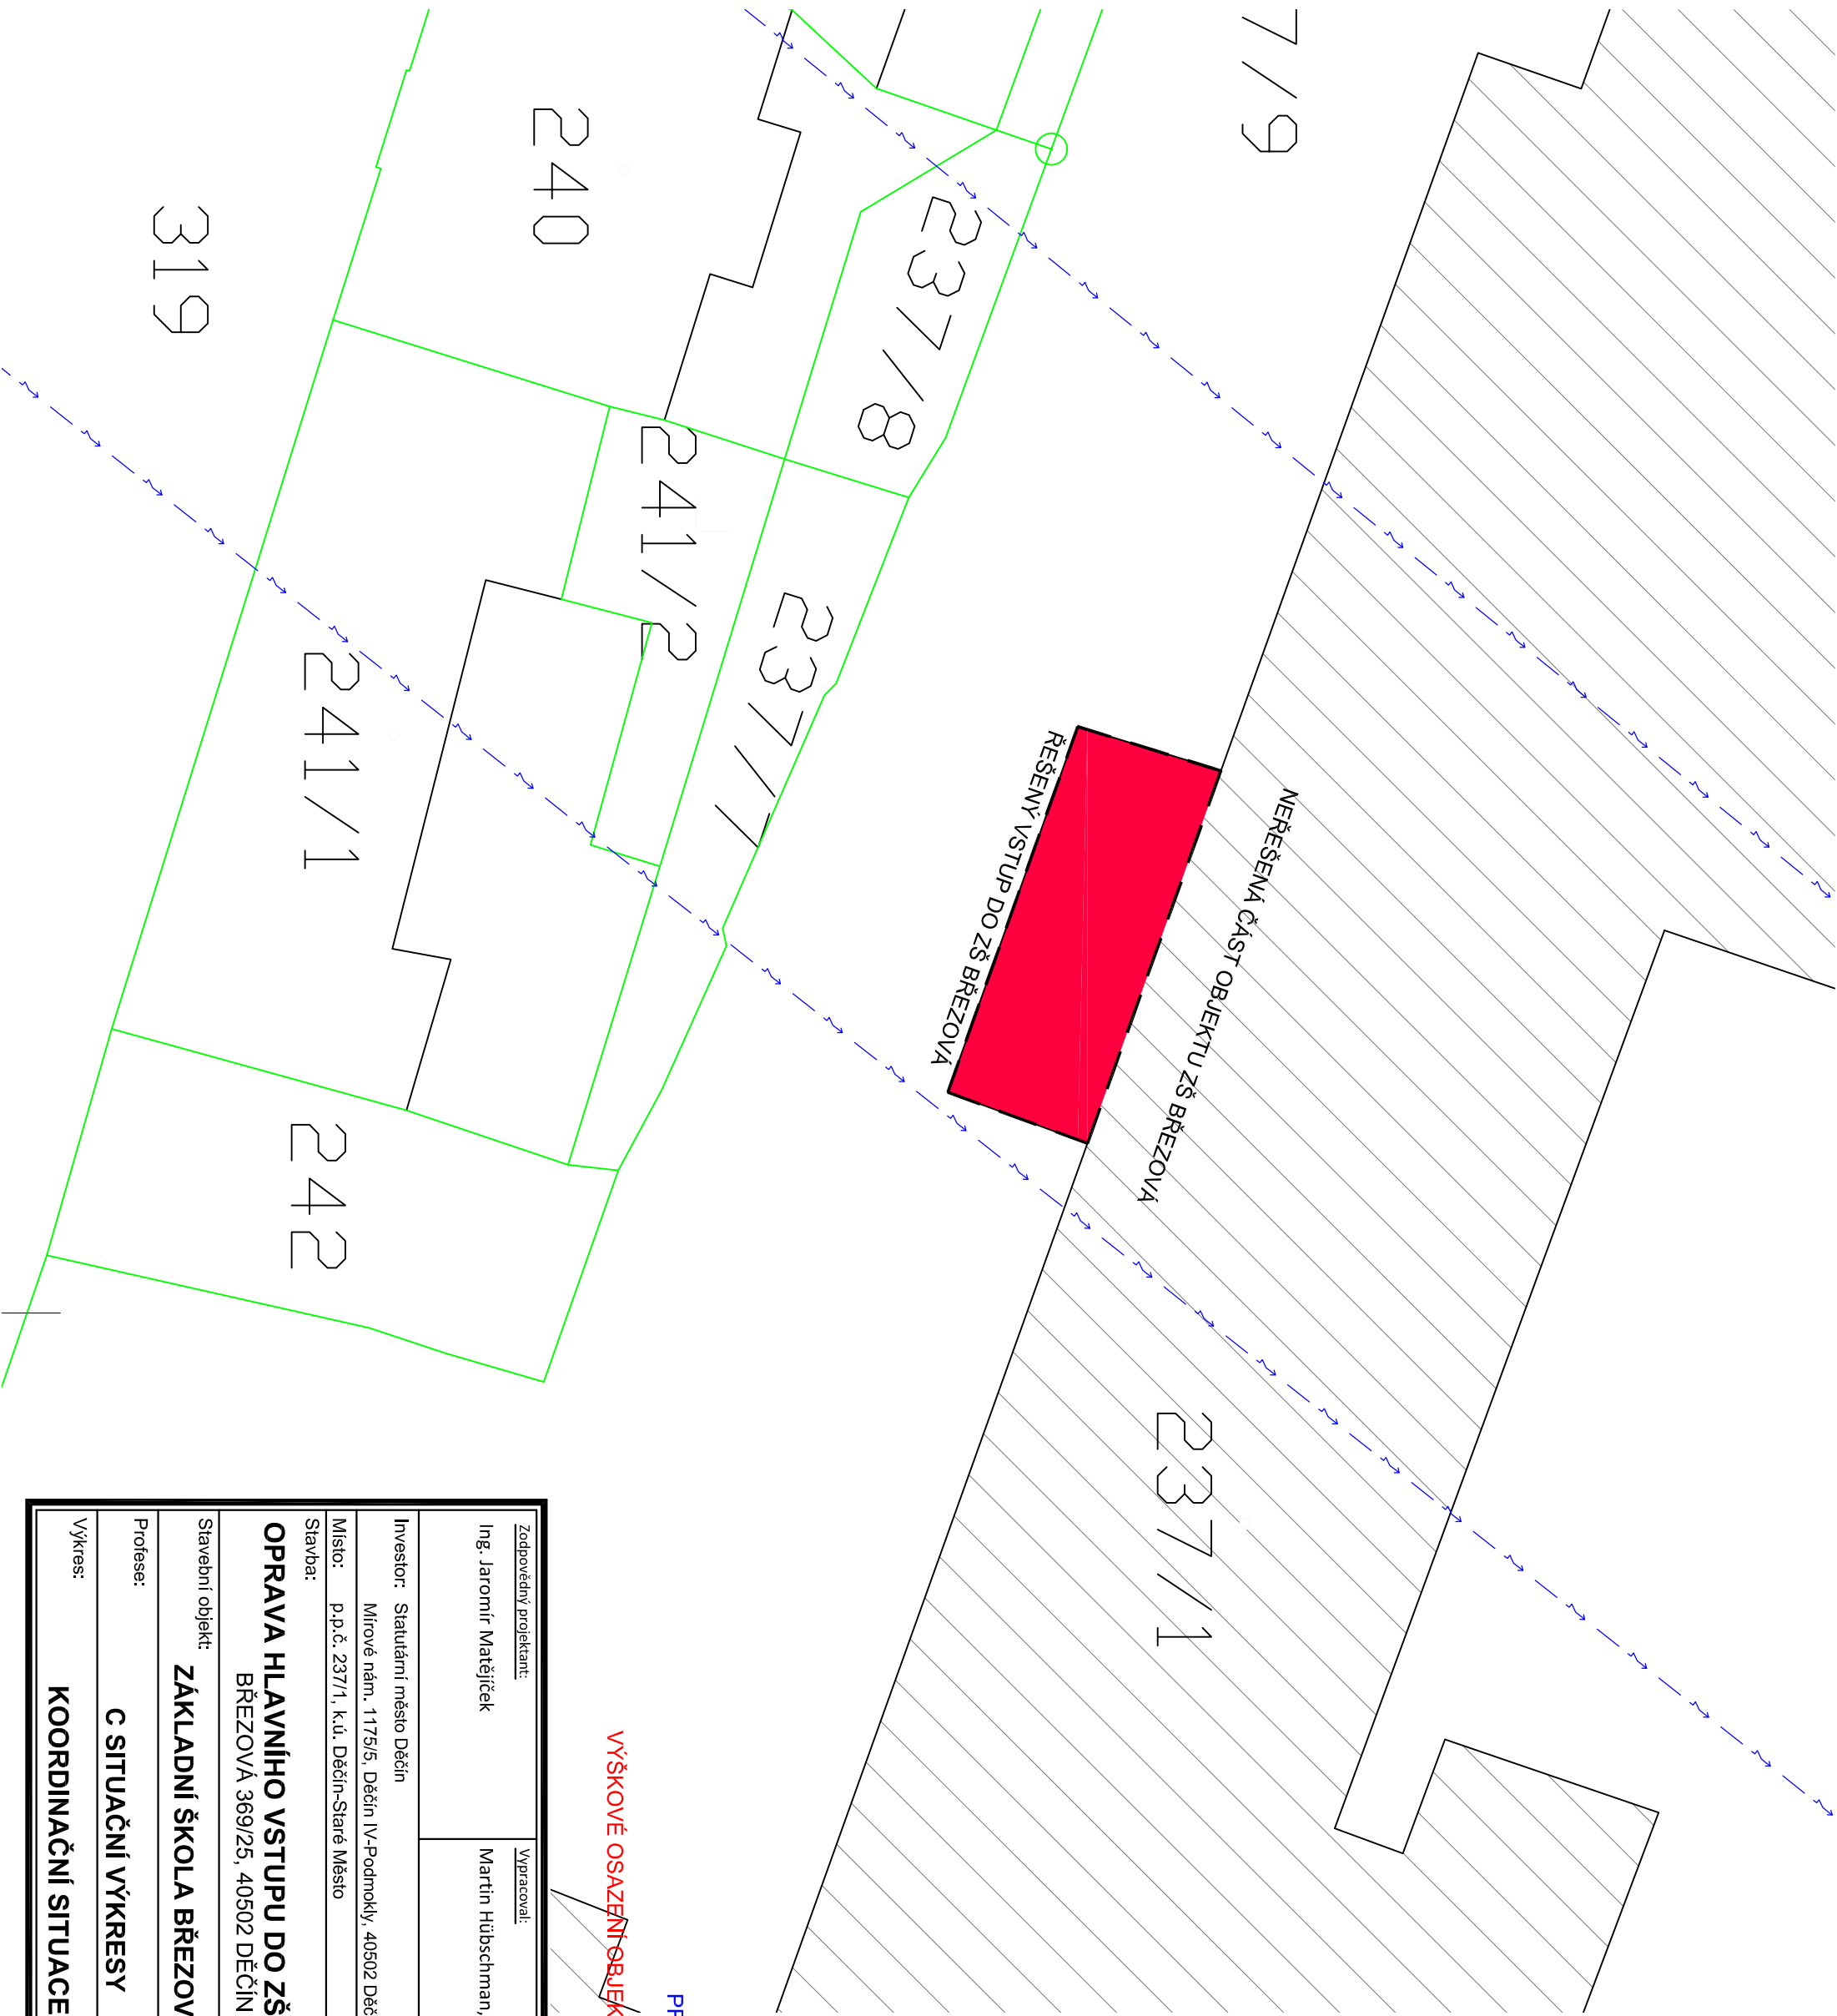 7/9
240
319
237/8
241/2
237/7
241/1
242
237/1
ŘEŠENÝ VSTUP DO ZŠ BŘEZOVÁ
NEŘEŠENÁ ČÁST OBJEKTU ZŠ BŘEZOVÁ
VÝŠKOVÉ OSAZENÍ OBJEK
PŘ
Zodpovědný projektant:
Ing. Jaromír Matějíček
Vypracoval:
Martin Hübschman,
Investor: Statutární město Děčín
Mírové nám. 1175/5, Děčín IV-Podmokly, 40502 Děč
Místo: p.p.č. 237/1, k.ú. Děčín-Staré Město
Stavba:
OPRAVA HLAVNÍHO VSTUPU DO ZŠ
BŘEZOVÁ 369/25, 40502 DĚČÍN
Stavební objekt:
ZÁKLADNÍ ŠKOLA BŘEZOV
Profese:
C SITUAČNÍ VÝKRESY
Výkres:
KOORDINAČNÍ SITUACE